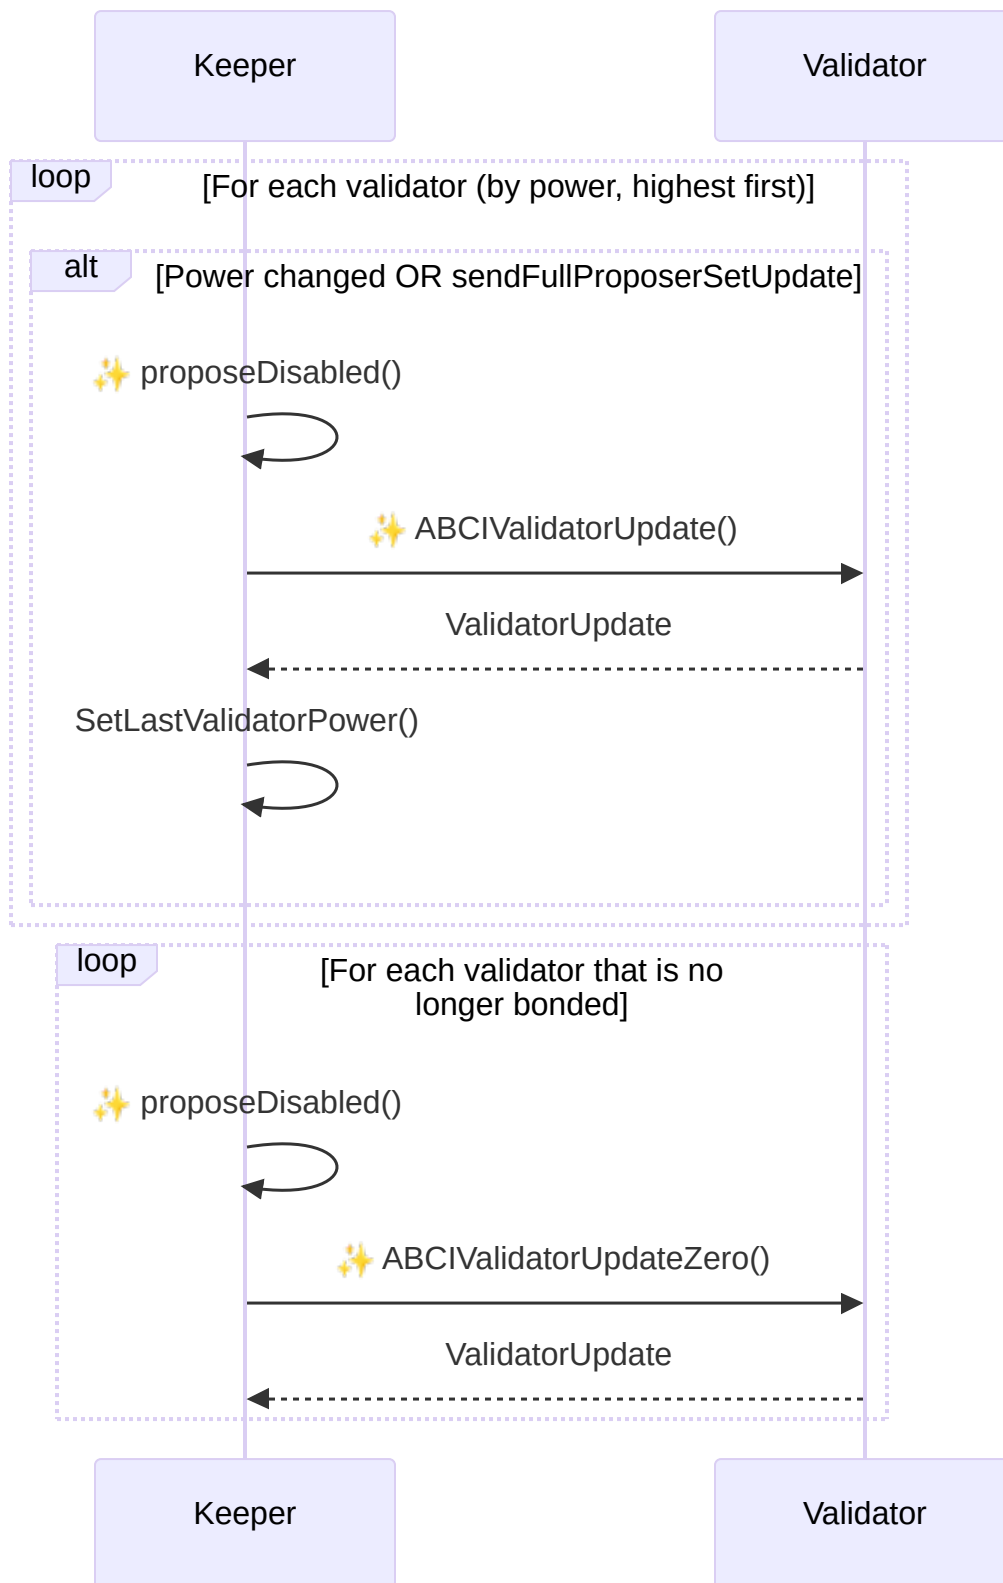 Keeper
Validator
loop
[For each validator (by power, highest first)]
alt
[Power changed OR sendFullProposerSetUpdate]
✨ proposeDisabled()
✨ ABCIValidatorUpdate()
ValidatorUpdate
SetLastValidatorPower()
loop
[For each validator that is no
longer bonded]
✨ proposeDisabled()
✨ ABCIValidatorUpdateZero()
ValidatorUpdate
Keeper
Validator